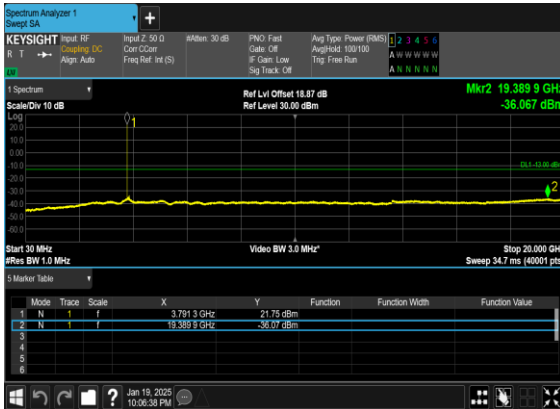 Spectrum Analyzer 1
Swept SA
+
KEYSIGHT Input: RF Input Z: 50 Ω #Atten: 30 dB PNO: Fast Avg Type: Power (RMS) 1 2 3 4 5 6
R T Coupling: DC Corr CCorr Gate: Off Avg|Hold: 100/100 A W W W W W
Align: Auto Freq Ref: Int (S) IF Gain: Low Trig: Free Run
LXI Sig Track: Off A N N N N N
1 Spectrum Ref Lvl Offset 18.87 dB Mkr2 19.389 9 GHz
Scale/Div 10 dB Ref Level 30.00 dBm -36.067 dBm
Log
20.0
10.0
0.00
-10.0
DL1 -13.00 dBm
-20.0
-30.0
-40.0
-50.0
-60.0
1
2
Start 30 MHz Video BW 3.0 MHz* Stop 20.000 GHz
#Res BW 1.0 MHz Sweep 34.7 ms (40001 pts)
5 Marker Table
Mode Trace Scale X Y Function Function Width Function Value
1 N 1 f 3.791 3 GHz 21.75 dBm
2 N 1 f 19.389 9 GHz -36.07 dBm
3
4
5
6
? Jan 19, 2025
10:06:38 PM